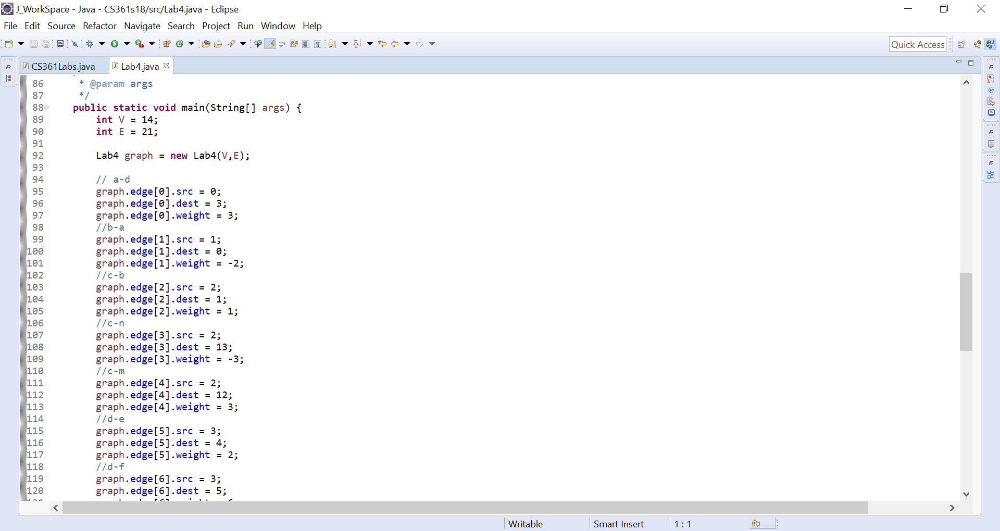 J_WorkSpace - Java - CS361s18/src/Lab4.java - Eclipse
File Edit Source Refactor Navigate Search Project Run Window Help
Quick Access
CS361Labs.java Lab4.java
86 * @param args
87 */
88 public static void main(String[] args) {
89 int V = 14;
90 int E = 21;
91
92 Lab4 graph = new Lab4(V,E);
93
94 // a-d
95 graph.edge[0].src = 0;
96 graph.edge[0].dest = 3;
97 graph.edge[0].weight = 3;
98 //b-a
99 graph.edge[1].src = 1;
100 graph.edge[1].dest = 0;
101 graph.edge[1].weight = -2;
102 //c-b
103 graph.edge[2].src = 2;
104 graph.edge[2].dest = 1;
105 graph.edge[2].weight = 1;
106 //c-n
107 graph.edge[3].src = 2;
108 graph.edge[3].dest = 13;
109 graph.edge[3].weight = -3;
110 //c-m
111 graph.edge[4].src = 2;
112 graph.edge[4].dest = 12;
113 graph.edge[4].weight = 3;
114 //d-e
115 graph.edge[5].src = 3;
116 graph.edge[5].dest = 4;
117 graph.edge[5].weight = 2;
118 //d-f
119 graph.edge[6].src = 3;
120 graph.edge[6].dest = 5;
Writable Smart Insert 1 : 1